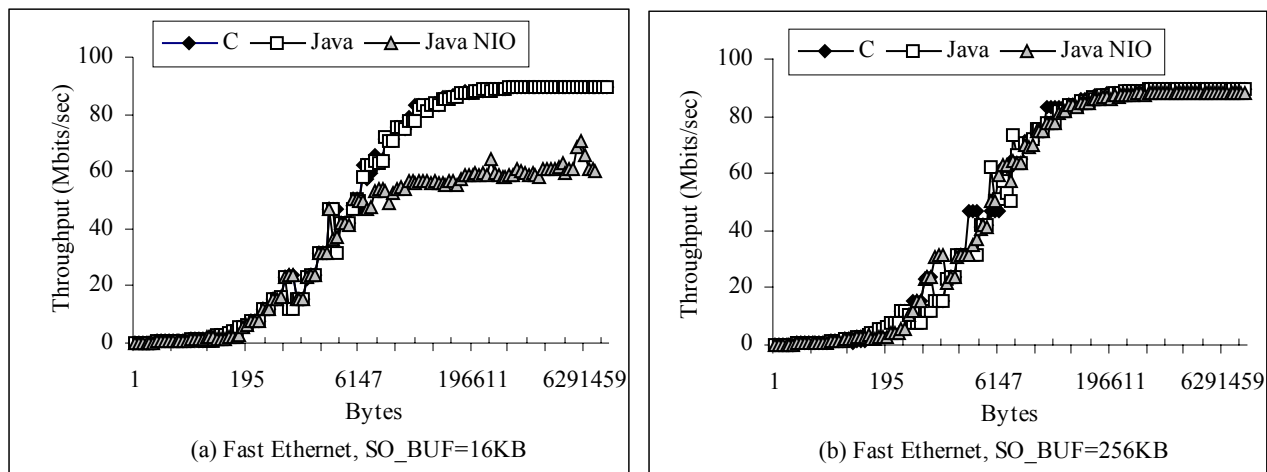 C Java Java NIO
Throughput (Mbits/sec)
100
80
60
40
20
0
1 195 6147 196611 6291459
Bytes
(a) Fast Ethernet, SO_BUF=16KB
C Java Java NIO
Throughput (Mbits/sec)
100
80
60
40
20
0
1 195 6147 196611 6291459
Bytes
(b) Fast Ethernet, SO_BUF=256KB